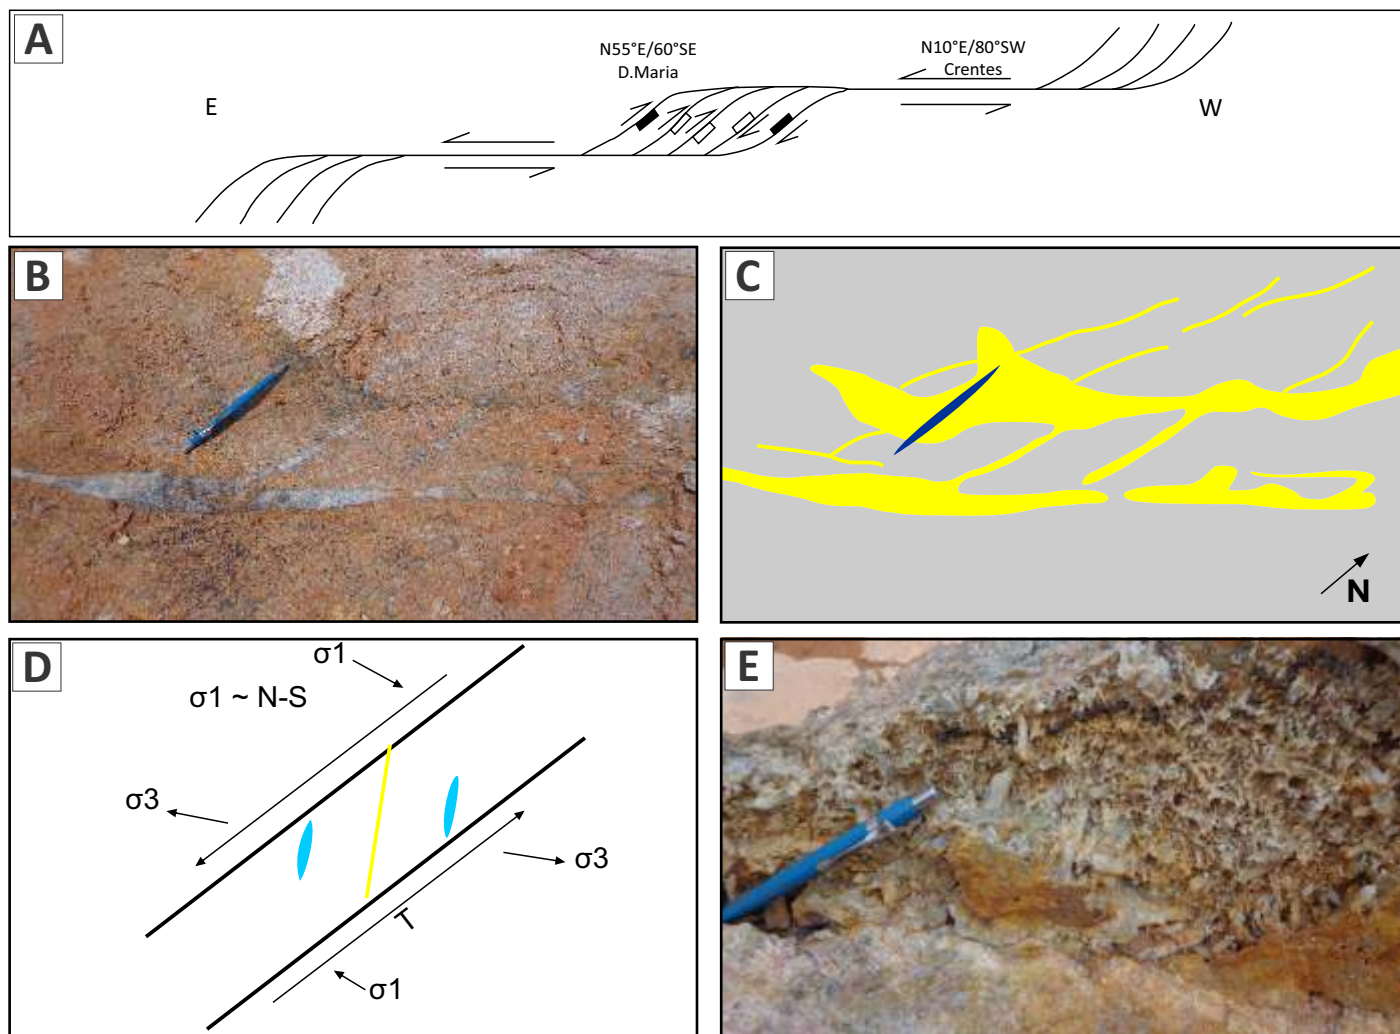 A
N55°E/60°SE
D.Maria
N10°E/80°SW
Crentes
E
W
B
C
N
D
σ1
σ1 ~ N-S
σ3
σ3
T
σ1
E